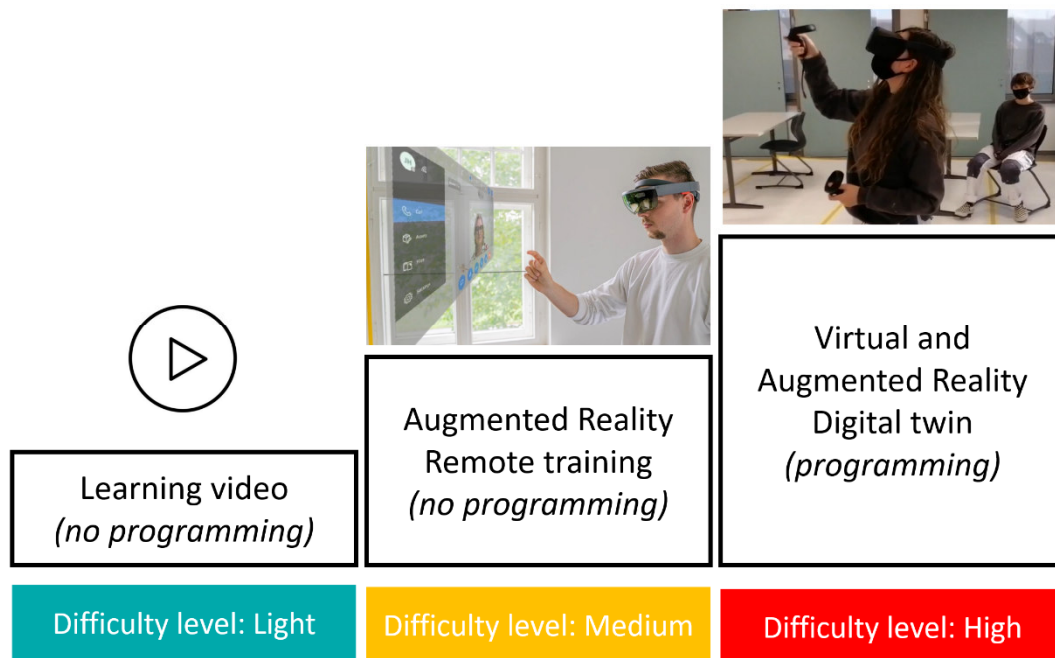 Learning video
(no programming)
Augmented Reality
Remote training
(no programming)
Virtual and
Augmented Reality
Digital twin
(programming)
Difficulty level: Light
Difficulty level: Medium
Difficulty level: High